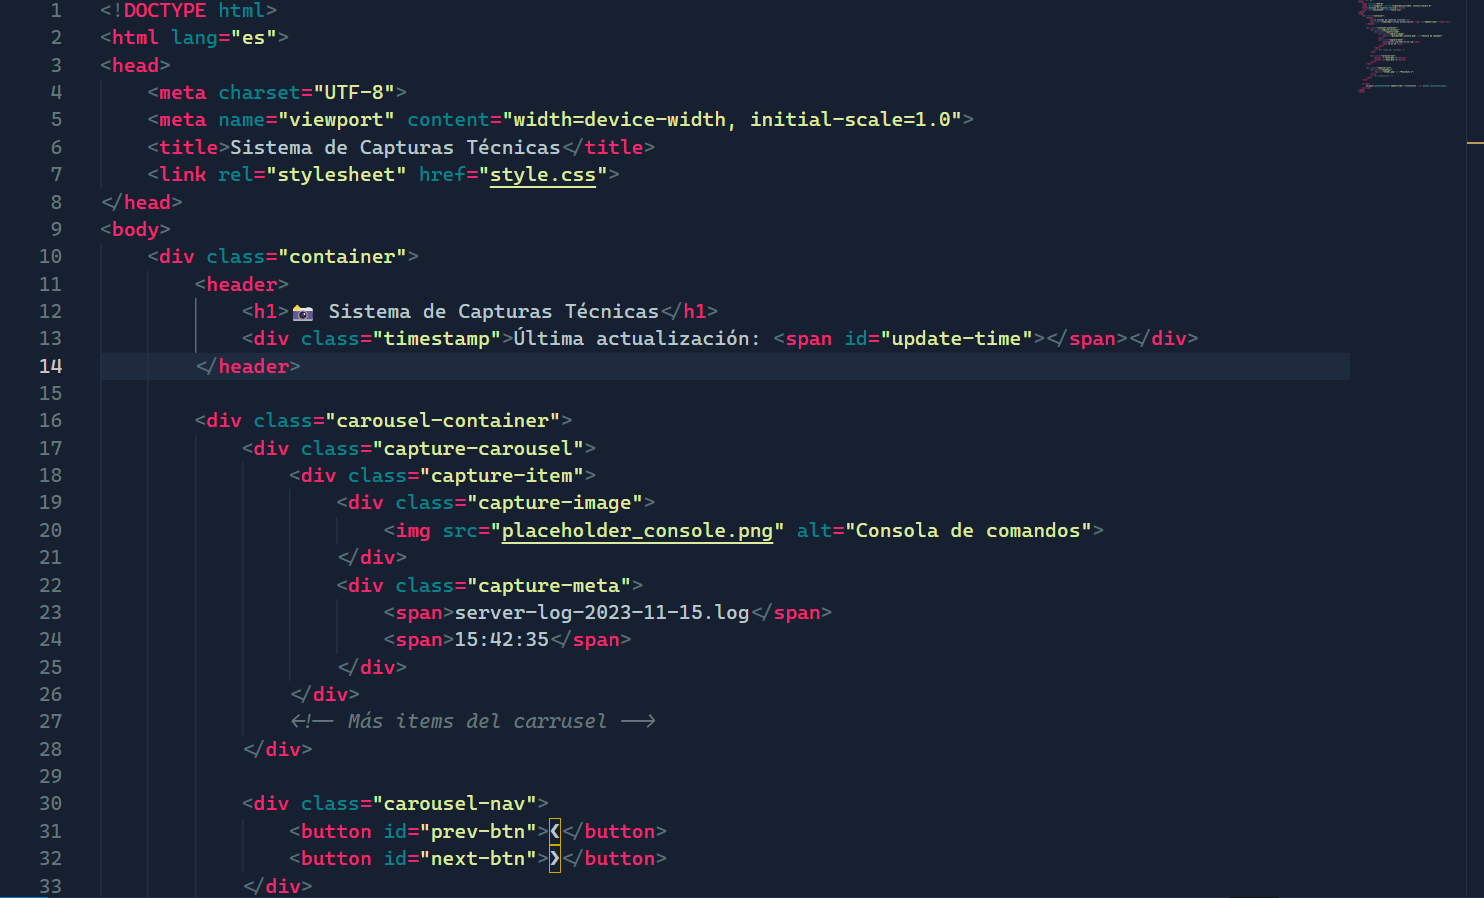 1 <!DOCTYPE html>
2 <html lang="es">
3 <head>
4 <meta charset="UTF-8">
5 <meta name="viewport" content="width=device-width, initial-scale=1.0">
6 <title>Sistema de Capturas Técnicas</title>
7 <link rel="stylesheet" href="style.css">
8 </head>
9 <body>
10 <div class="container">
11 <header>
12 <h1>📸 Sistema de Capturas Técnicas</h1>
13 <div class="timestamp">Última actualización: <span id="update-time"></span></div>
14 </header>
15
16 <div class="carousel-container">
17 <div class="capture-carousel">
18 <div class="capture-item">
19 <div class="capture-image">
20 <img src="placeholder_console.png" alt="Consola de comandos">
21 </div>
22 <div class="capture-meta">
23 <span>server-log-2023-11-15.log</span>
24 <span>15:42:35</span>
25 </div>
26 </div>
27 <!-- Más items del carrusel -->
28 </div>
29
30 <div class="carousel-nav">
31 <button id="prev-btn">❮</button>
32 <button id="next-btn">❯</button>
33 </div>